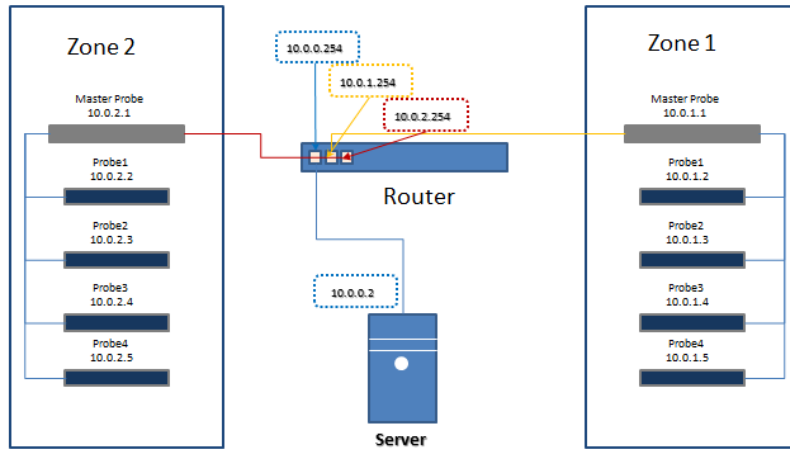 Zone 2
Master Probe
10.0.2.1
Probe1
10.0.2.2
Probe2
10.0.2.3
Probe3
10.0.2.4
Probe4
10.0.2.5
10.0.0.254
10.0.1.254
10.0.2.254
Router
10.0.0.2
Server
Zone 1
Master Probe
10.0.1.1
Probe1
10.0.1.2
Probe2
10.0.1.3
Probe3
10.0.1.4
Probe4
10.0.1.5